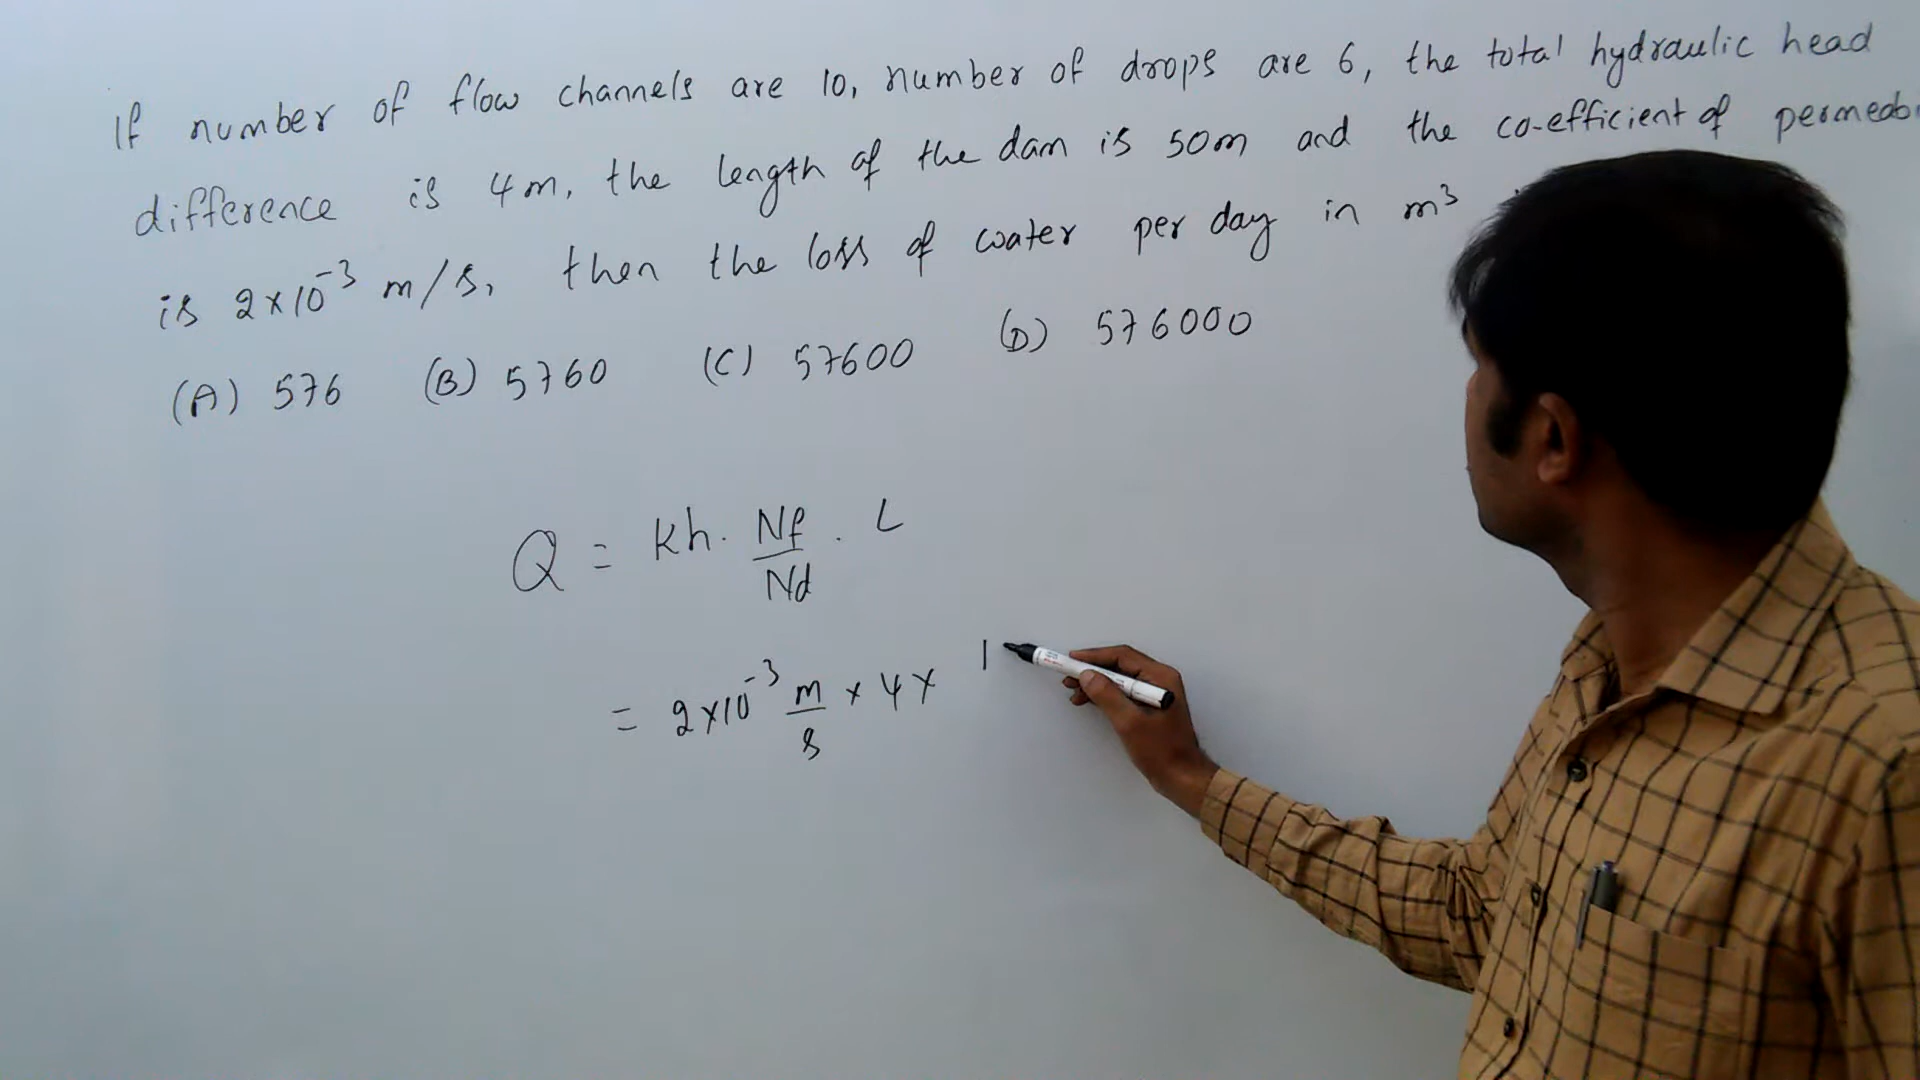 If number of flow channels are 10, number of drops are 6, the total hydraulic head
difference is 4m, the length of the dam is 50m and the co-efficient of
is 2×10⁻³ m/s, then the loss of water per day in m³
(A) 576 (B) 5760 (C) 57600 (D) 576000
Q = kh. Nf/Nd . L
= 2×10⁻³ m/s × 4 × 1